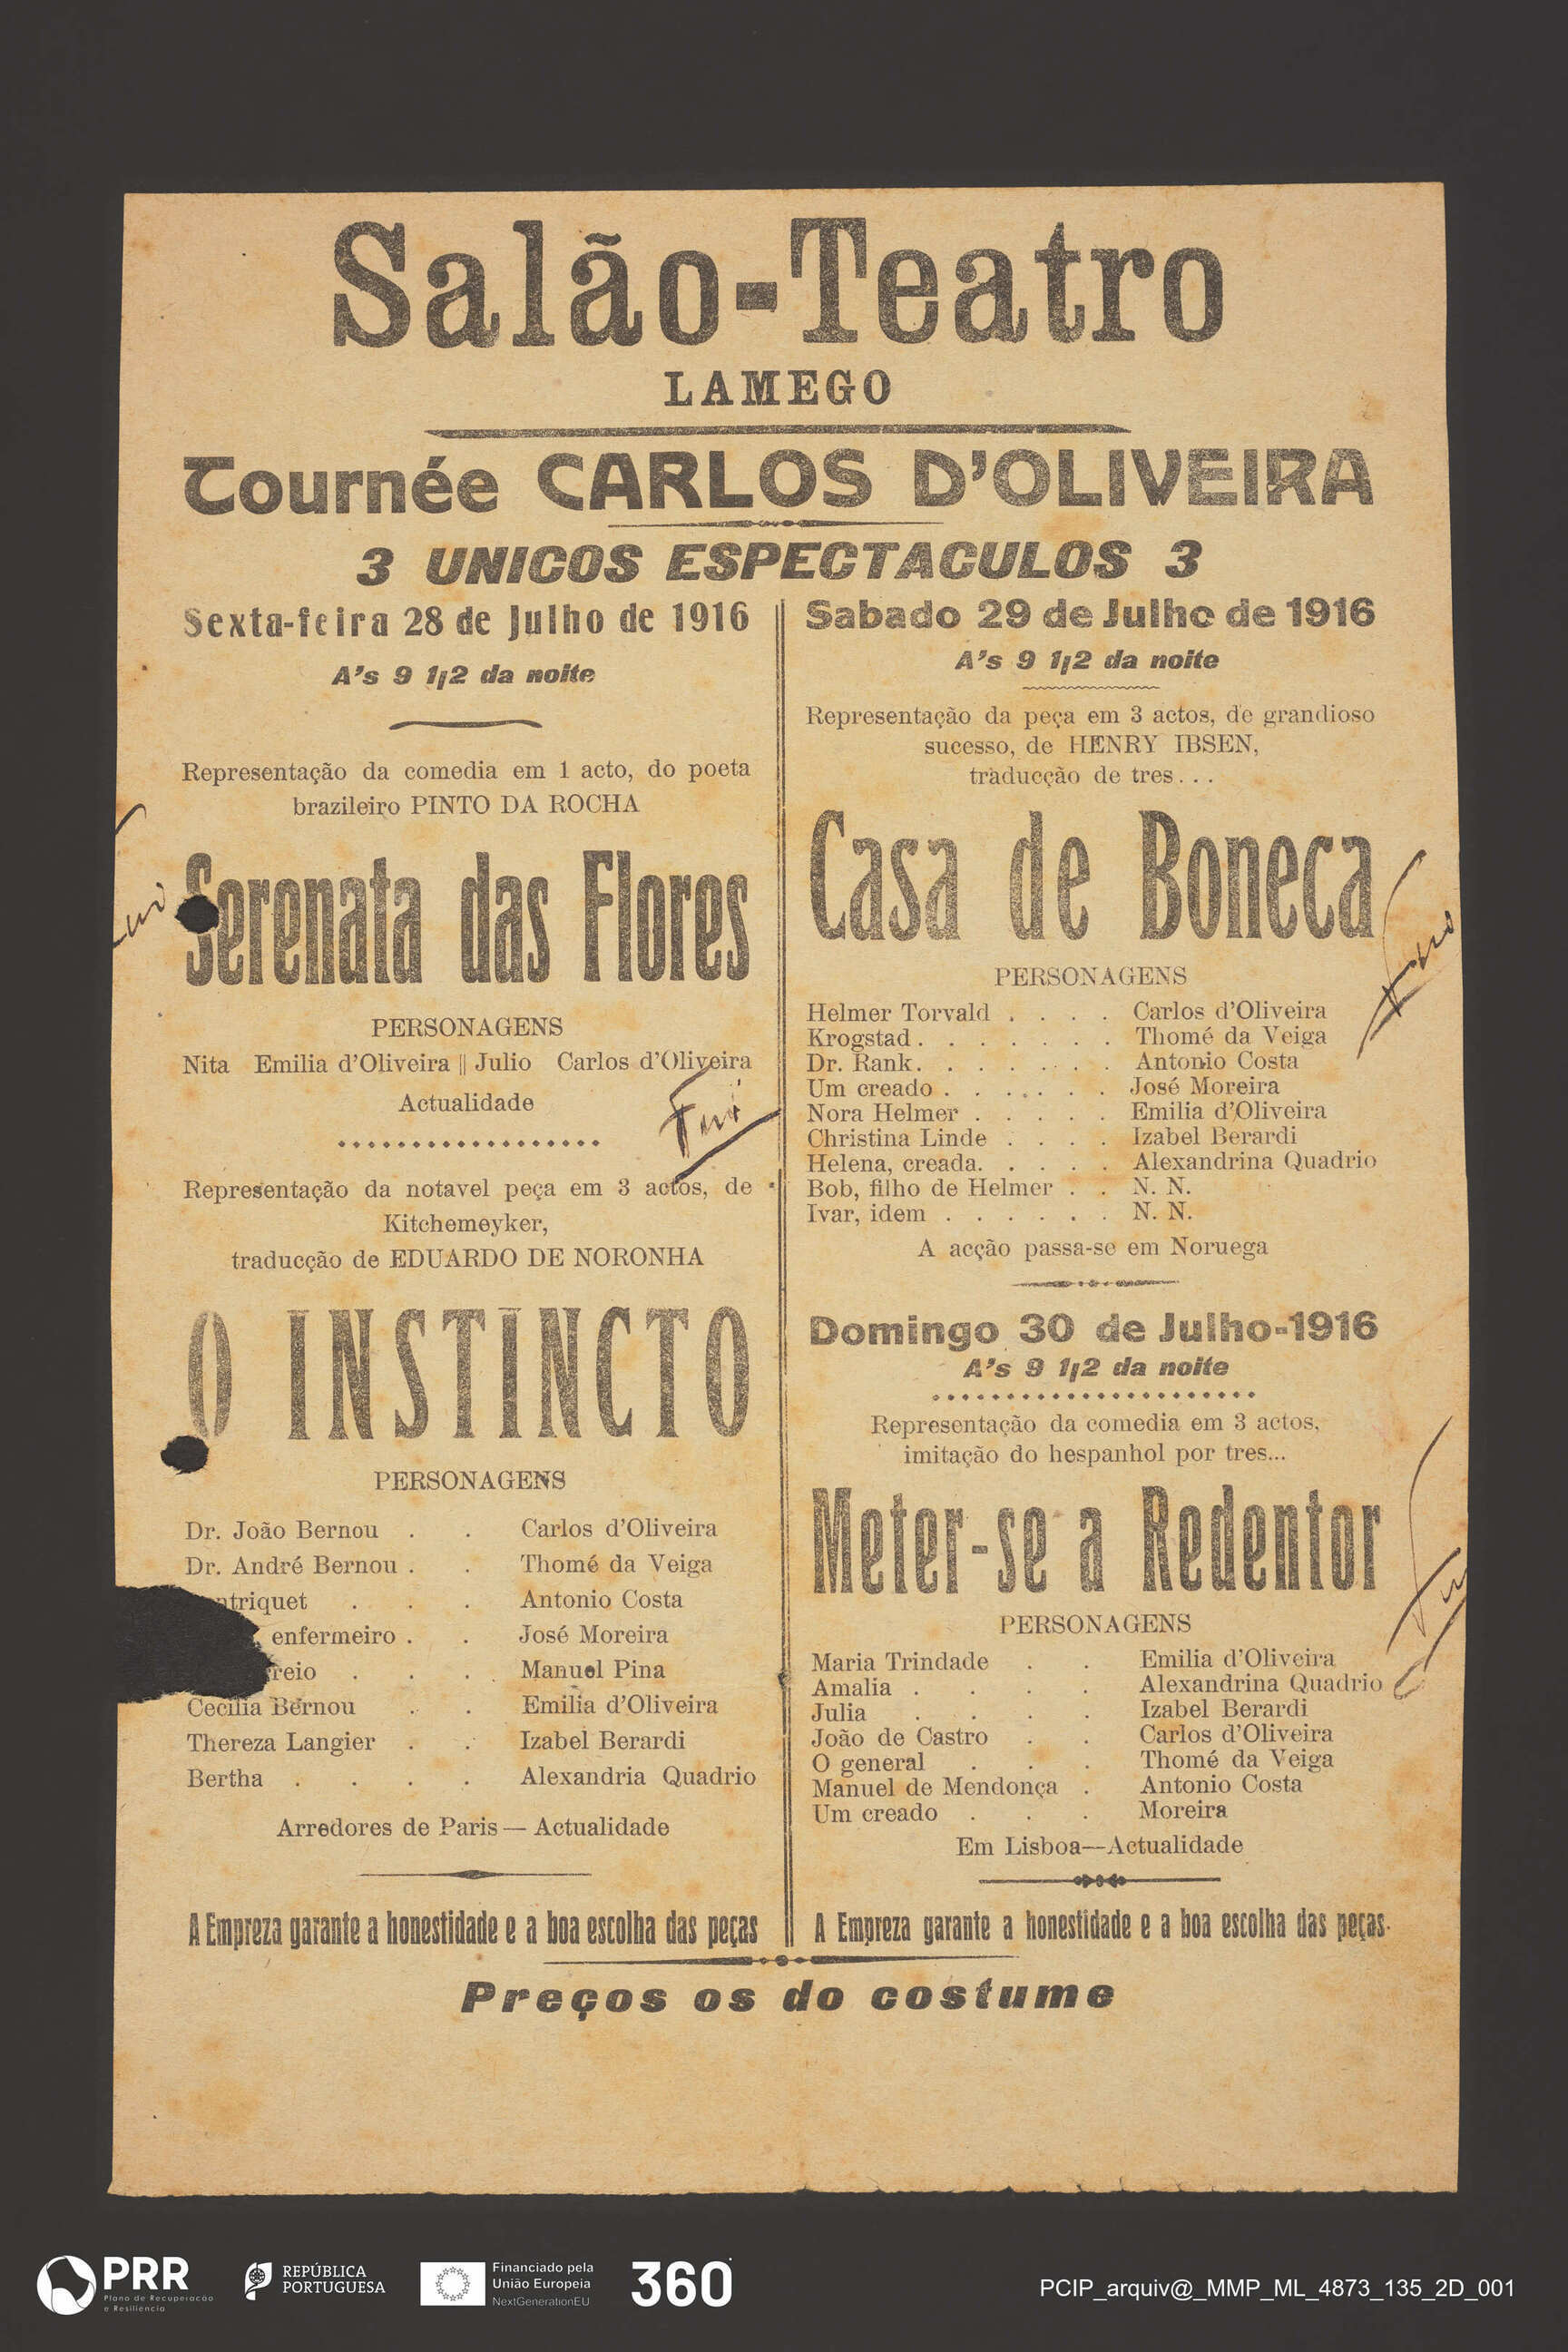 Salão-Teatro
LAMEGO
Tournée CARLOS D'OLIVEIRA
3 UNICOS ESPECTACULOS 3
Sexta-feira 28 de Julho de 1916
A's 9 1/2 da noite
Representação da comedia em 1 acto, do poeta
brazileiro PINTO DA ROCHA
Serenata das Flores
PERSONAGENS
Nita Emilia d'Oliveira || Julio Carlos d'Oliveira
Actualidade
Representação da notavel peça em 3 actos, de
Kitchemeyker,
traducção de EDUARDO DE NORONHA
O INSTINCTO
PERSONAGENS
Dr. João Bernou . . Carlos d'Oliveira
Dr. André Bernou . . Thomé da Veiga
. . . Antonio Costa
enfermeiro . . José Moreira
. . . Manuel Pina
Cecilia Bernou . . Emilia d'Oliveira
Thereza Langier . . Izabel Berardi
Bertha . . . . Alexandria Quadrio
Arredores de Paris — Actualidade
A Empreza garante a honestidade e a boa escolha das peças
Sabado 29 de Julho de 1916
A's 9 1/2 da noite
Representação da peça em 3 actos, de grandioso
sucesso, de HENRY IBSEN,
traducção de tres...
Casa de Boneca
PERSONAGENS
Helmer Torvald . . . . Carlos d'Oliveira
Krogstad . . . . . . . Thomé da Veiga
Dr. Rank. . . . . . . Antonio Costa
Um creado . . . . . . José Moreira
Nora Helmer . . . . . Emilia d'Oliveira
Christina Linde . . . . Izabel Berardi
Helena, creada. . . . . Alexandrina Quadrio
Bob, filho de Helmer . . N. N.
Ivar, idem . . . . . . N. N.
A acção passa-se em Noruega
Domingo 30 de Julho-1916
A's 9 1/2 da noite
Representação da comedia em 3 actos,
imitação do hespanhol por tres...
Meter-se a Redentor
PERSONAGENS
Maria Trindade . . Emilia d'Oliveira
Amalia . . . . Alexandrina Quadrio
Julia . . . . Izabel Berardi
João de Castro . . Carlos d'Oliveira
O general . . . Thomé da Veiga
Manuel de Mendonça . Antonio Costa
Um creado . . . Moreira
Em Lisboa—Actualidade
A Empreza garante a honestidade e a boa escolha das peças.
Preços os do costume
PRR
Plano de Recuperação
e Resiliência
REPÚBLICA
PORTUGUESA
Financiado pela
União Europeia
NextGenerationEU
360
PCIP_arquiv@_MMP_ML_4873_135_2D_001